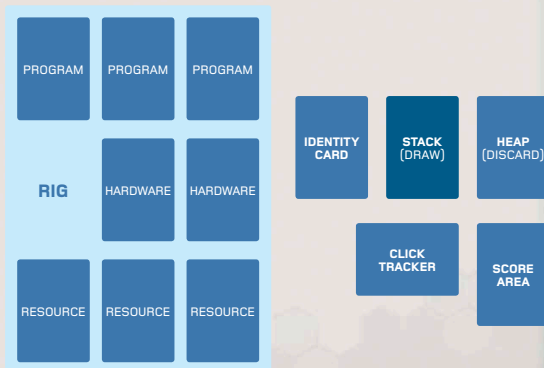 PROGRAM
PROGRAM
PROGRAM
RIG
HARDWARE
HARDWARE
RESOURCE
RESOURCE
RESOURCE
IDENTITY
CARD
STACK
(DRAW)
HEAP
(DISCARD)
CLICK
TRACKER
SCORE
AREA